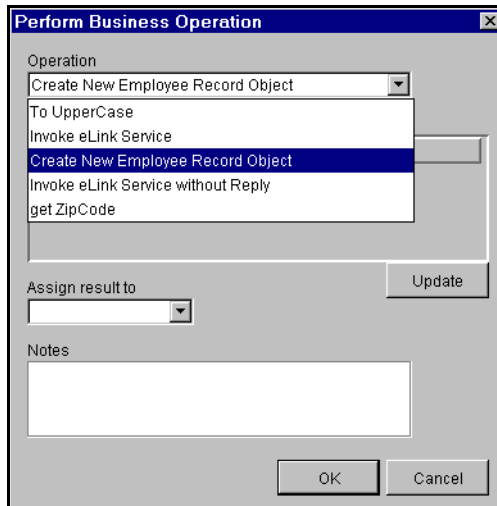 Perform Business Operation
Operation
Create New Employee Record Object
To UpperCase
Invoke eLink Service
Create New Employee Record Object
Invoke eLink Service without Reply
get ZipCode
Update
Assign result to
Notes
OK Cancel